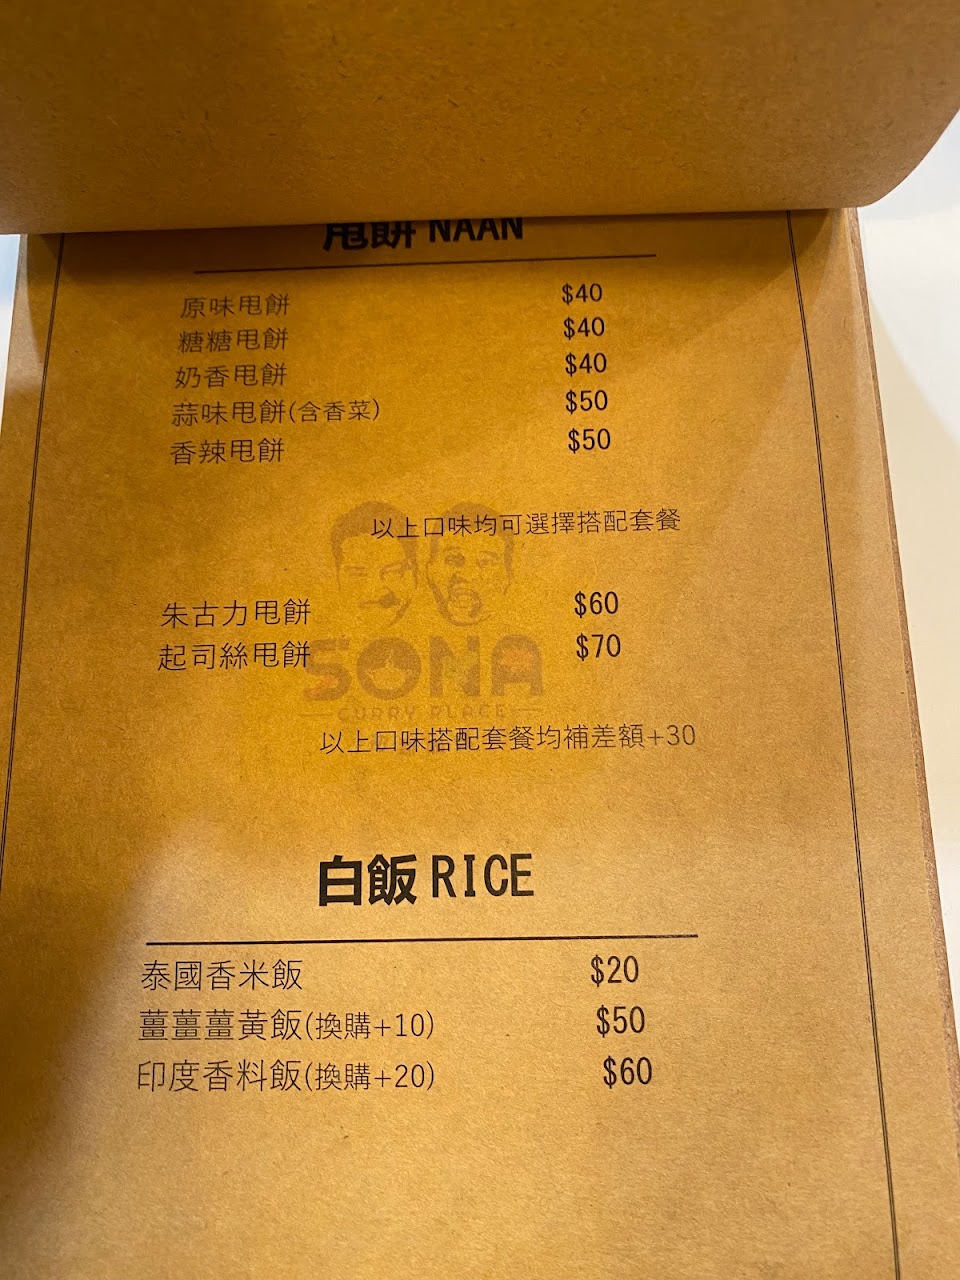 甩餅 NAAN
原味甩餅 $40
糖糖甩餅 $40
奶香甩餅 $40
蒜味甩餅(含香菜) $50
香辣甩餅 $50
以上口味均可選擇搭配套餐
朱古力甩餅 $60
起司絲甩餅 $70
SONA
CURRY PLACE
以上口味搭配套餐均補差額+30
白飯 RICE
泰國香米飯 $20
薑薑薑黃飯(換購+10) $50
印度香料飯(換購+20) $60